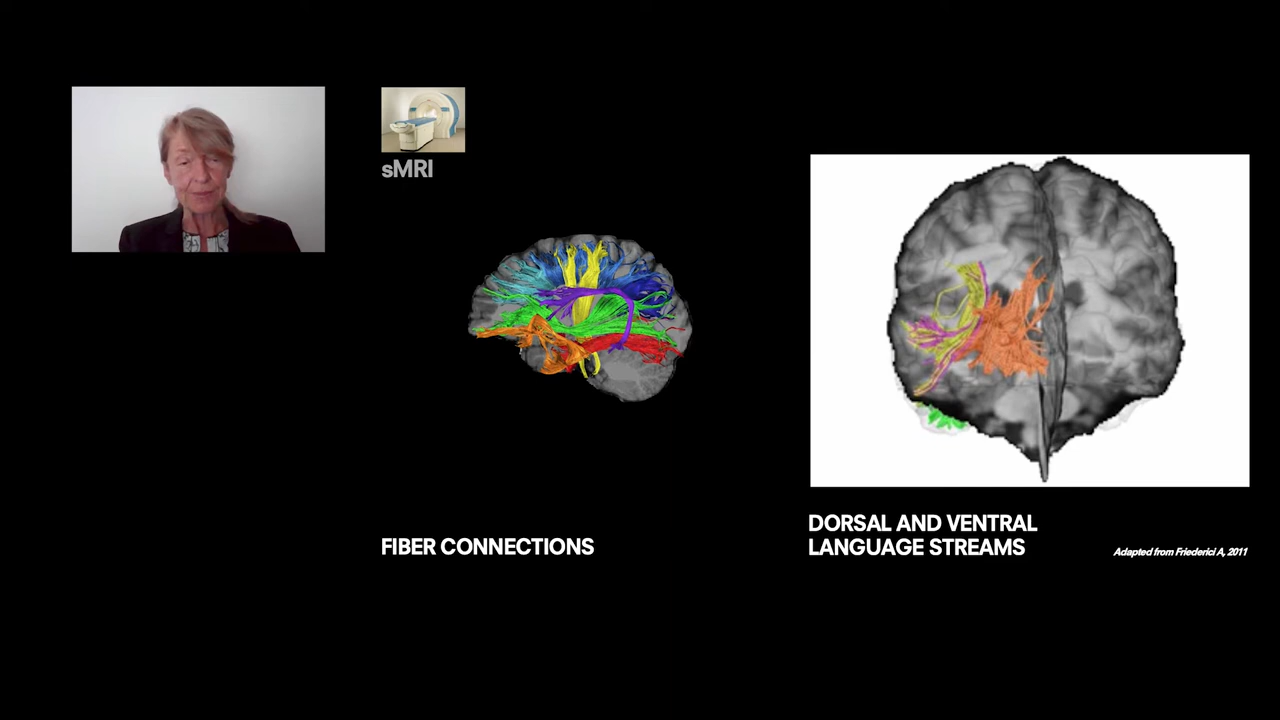 sMRI
FIBER CONNECTIONS
DORSAL AND VENTRAL
LANGUAGE STREAMS
Adapted from Friederici A, 2011